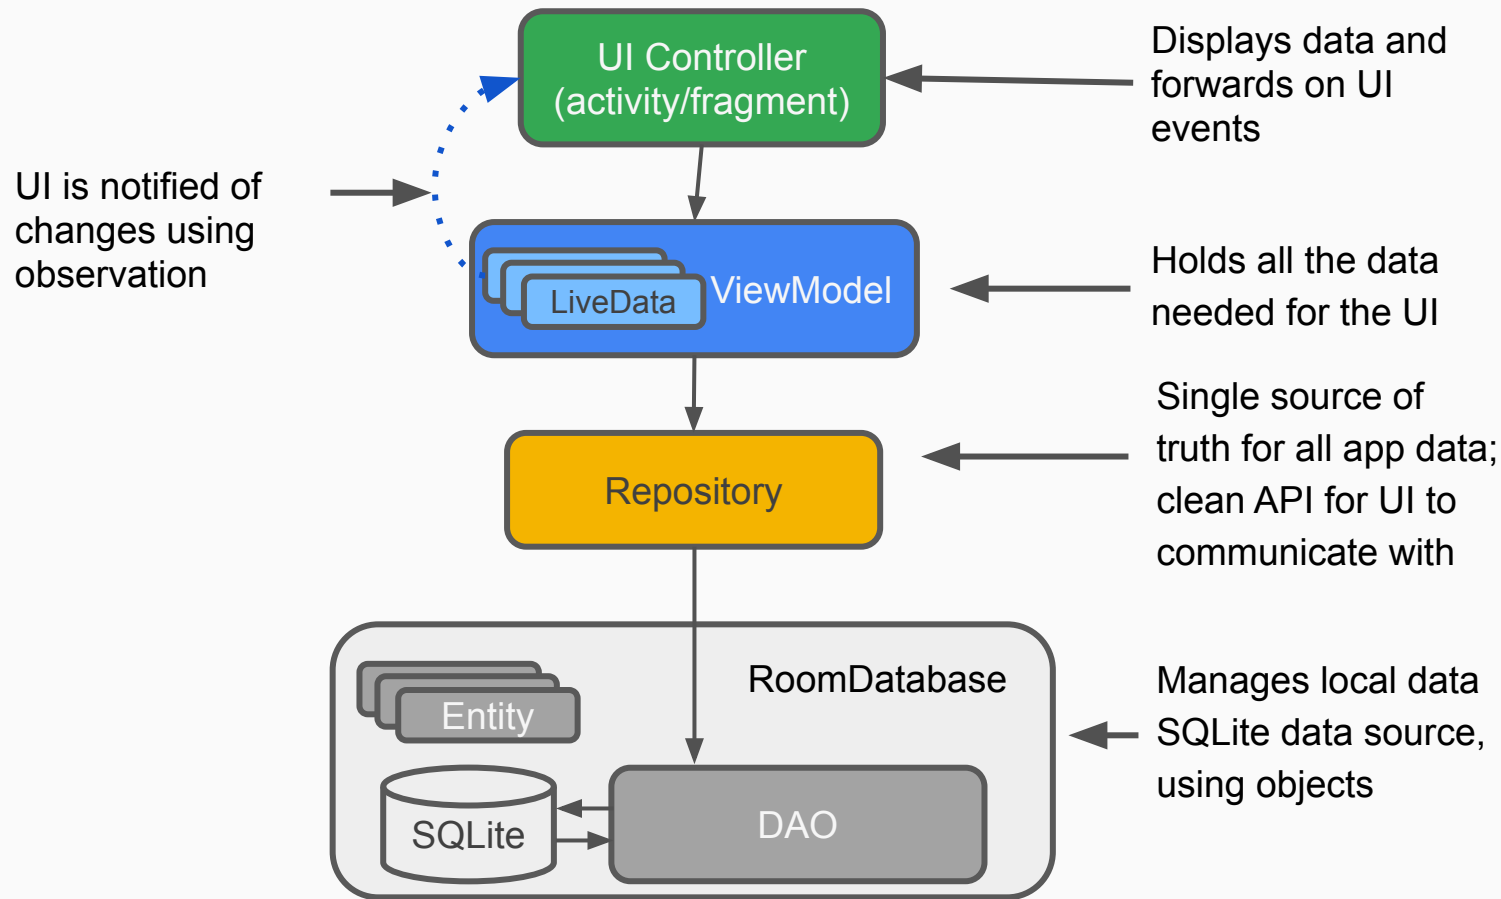 UI Controller
(activity/fragment)
Displays data and
forwards on UI
events
UI is notified of
changes using
observation
LiveData
ViewModel
Holds all the data
needed for the UI
Repository
Single source of
truth for all app data;
clean API for UI to
communicate with
RoomDatabase
Entity
SQLite
DAO
Manages local data
SQLite data source,
using objects